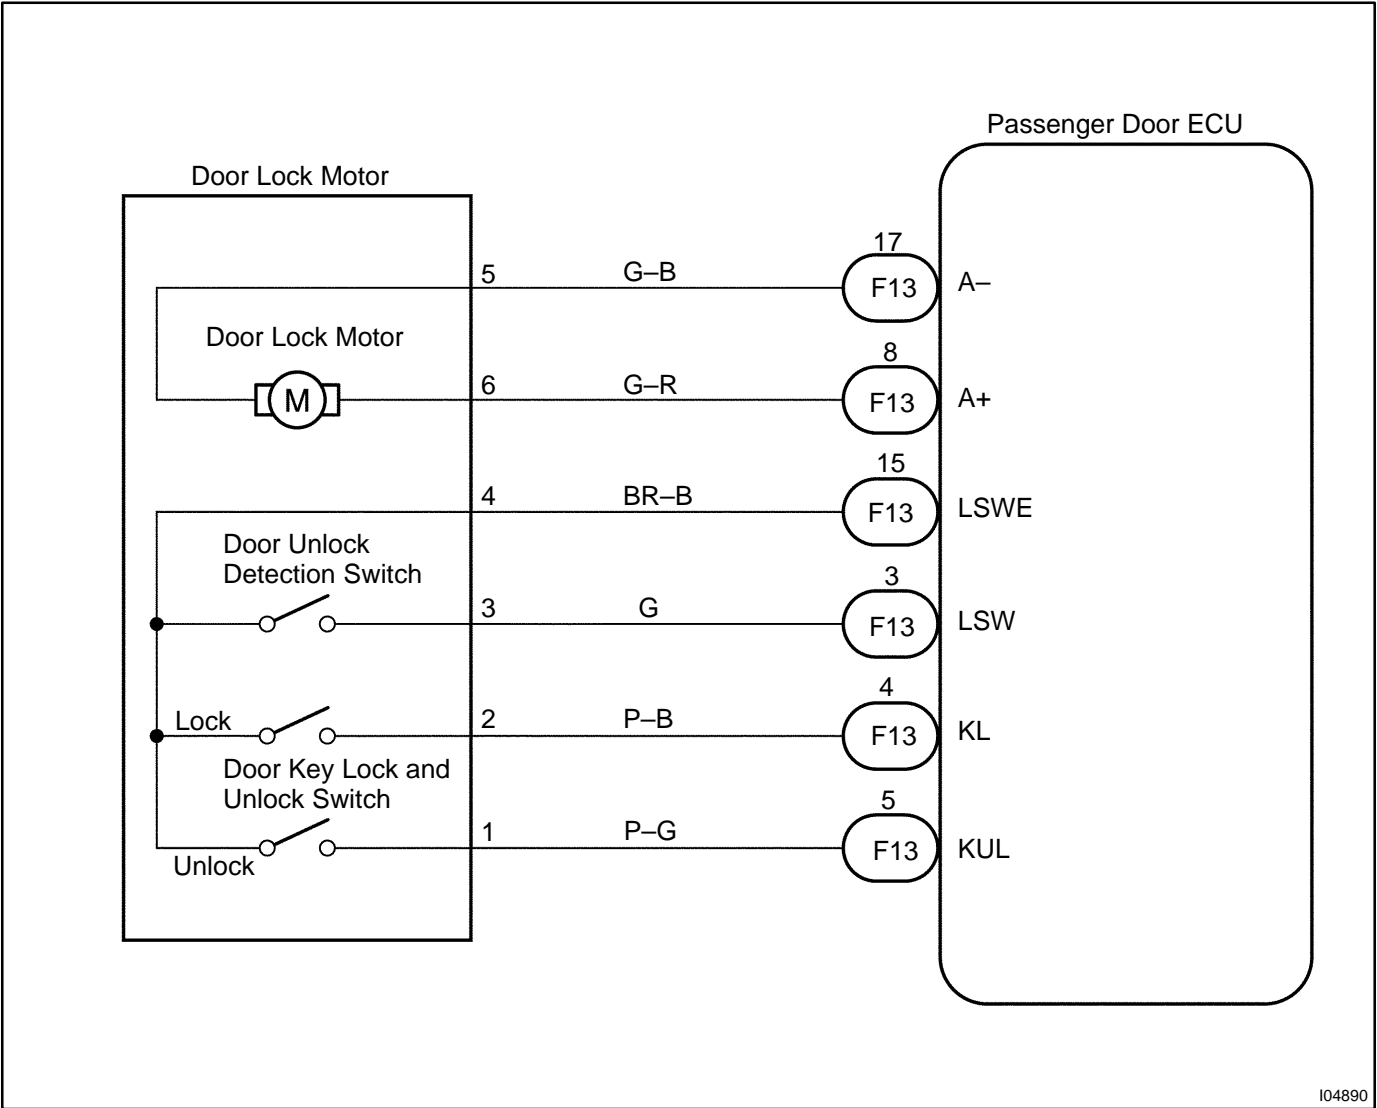 Passenger Door ECU
Door Lock Motor
17
5 G–B F13 A–
Door Lock Motor
8
M 6 G–R F13 A+
15
4 BR–B F13 LSWE
Door Unlock
Detection Switch
3
3 G F13 LSW
4
Lock 2 P–B F13 KL
Door Key Lock and
Unlock Switch
5
1 P–G F13 KUL
Unlock
I04890